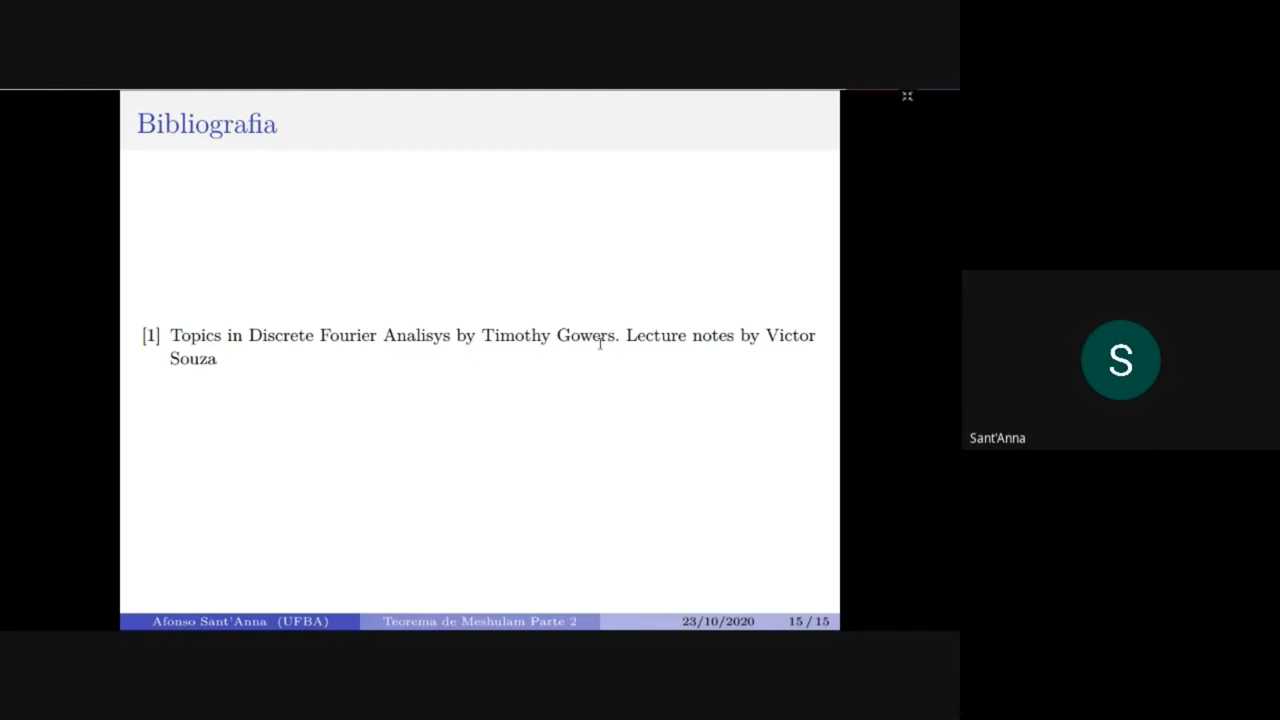 Bibliografia
[1] Topics in Discrete Fourier Analisys by Timothy Gowers. Lecture notes by Victor
Souza
S
Sant'Anna
Afonso Sant'Anna (UFBA) Teorema de Meshulam Parte 2 23/10/2020 15 / 15